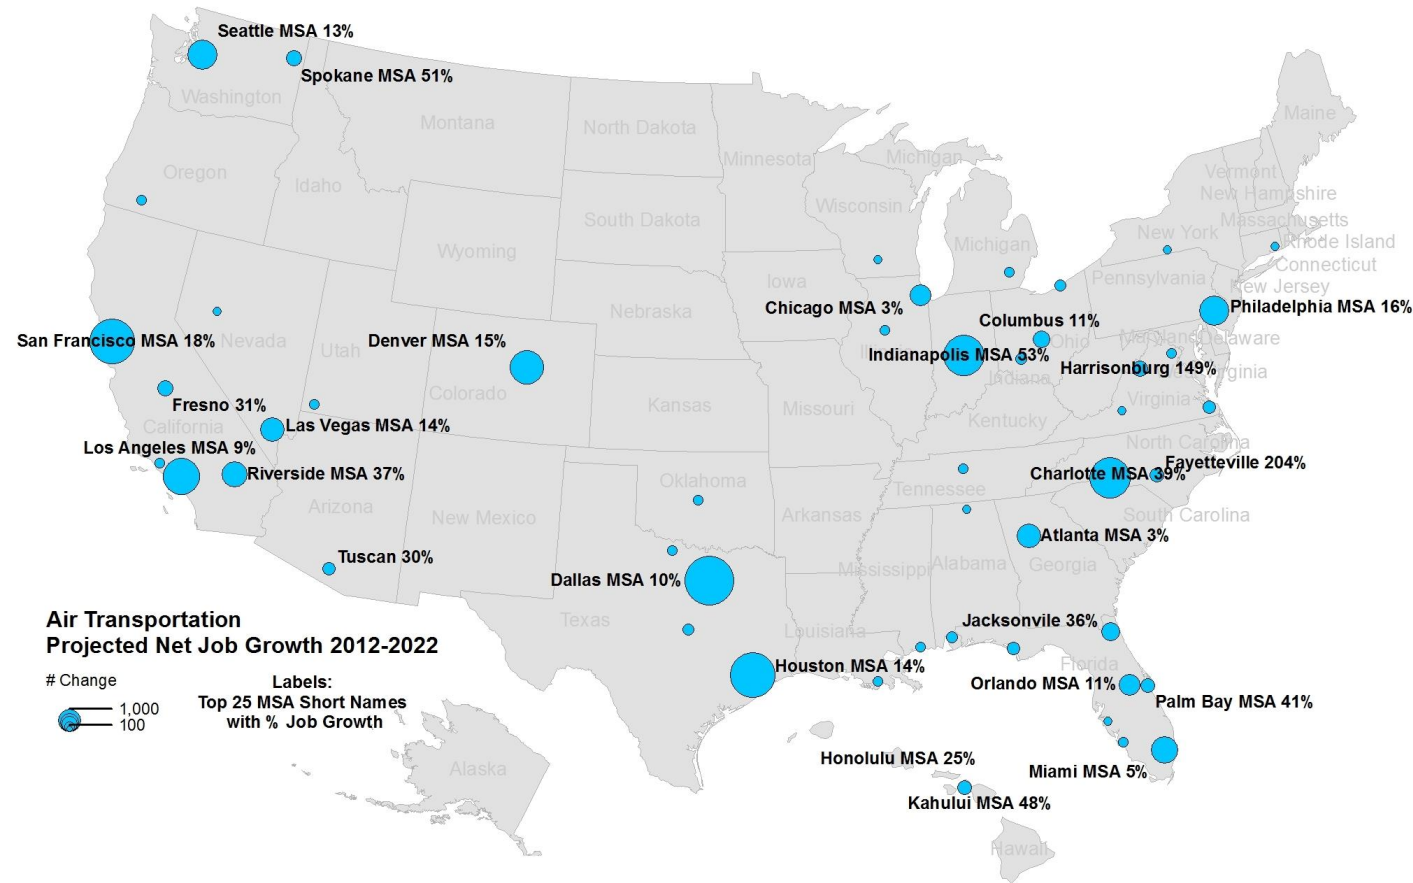 Seattle MSA 13%
Spokane MSA 51%
Washington
Montana
North Dakota
Minnesota
Michigan
Maine
Oregon
Idaho
Vermont
New Hampshire
South Dakota
Wisconsin
Massachusetts
New York
Rhode Island
Wyoming
Michigan
Connecticut
Iowa
Pennsylvania
New Jersey
Nebraska
Chicago MSA 3%
Philadelphia MSA 16%
Columbus 11%
San Francisco MSA 18%
Nevada
Utah
Denver MSA 15%
Indianapolis MSA 53%
Ohio
Maryland
Delaware
Harrisonburg 149%
Indiana
Colorado
Kansas
Missouri
Virginia
Fresno 31%
California
Las Vegas MSA 14%
Kentucky
North Carolina
Los Angeles MSA 9%
Riverside MSA 37%
Fayetteville 204%
Charlotte MSA 39%
Oklahoma
Tennessee
Arizona
New Mexico
Arkansas
South Carolina
Atlanta MSA 3%
Tuscan 30%
Mississippi
Alabama
Georgia
Dallas MSA 10%
Texas
Louisiana
Jacksonvile 36%
Air Transportation
Projected Net Job Growth 2012-2022
Houston MSA 14%
Florida
# Change
Labels:
Top 25 MSA Short Names
with % Job Growth
1,000
100
Orlando MSA 11%
Palm Bay MSA 41%
Alaska
Honolulu MSA 25%
Miami MSA 5%
Kahului MSA 48%
Hawaii